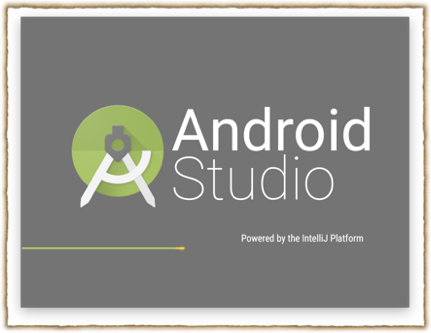 Android
Studio
Powered by the IntelliJ Platform